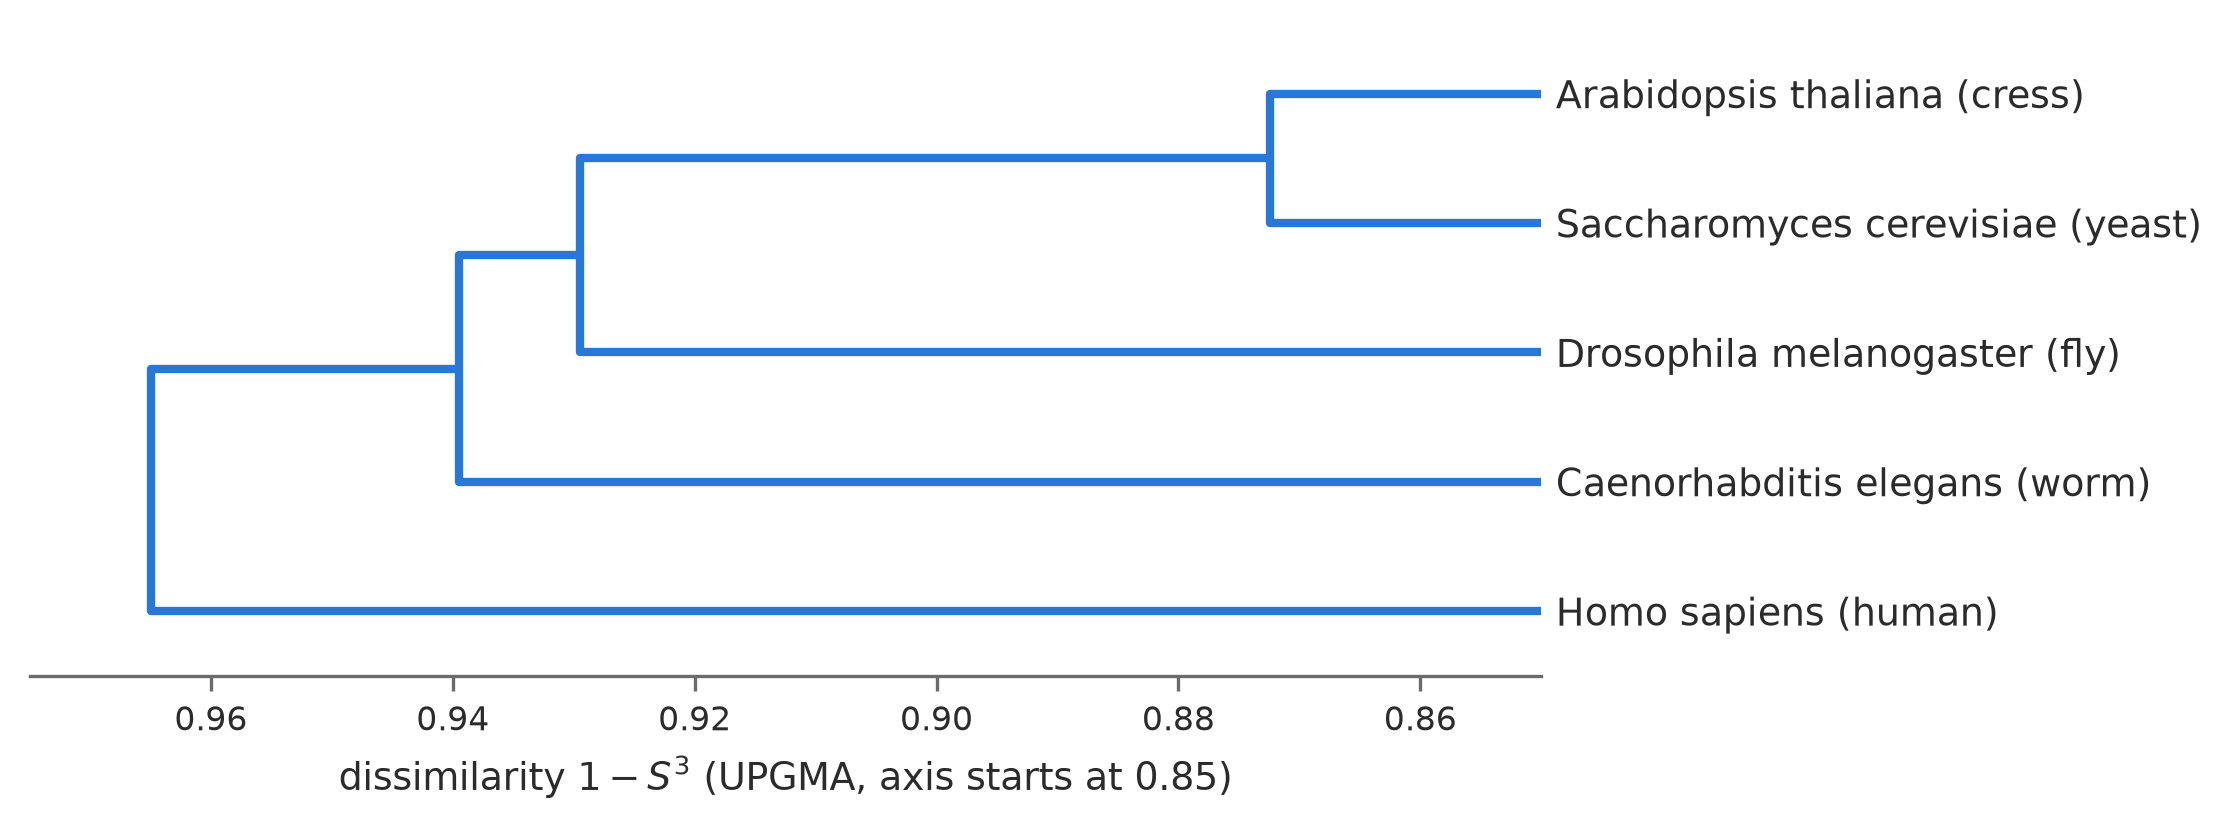 Arabidopsis thaliana (cress)
Saccharomyces cerevisiae (yeast)
Drosophila melanogaster (fly)
Caenorhabditis elegans (worm)
Homo sapiens (human)
0.96 0.94 0.92 0.90 0.88 0.86
dissimilarity 1 − S³ (UPGMA, axis starts at 0.85)